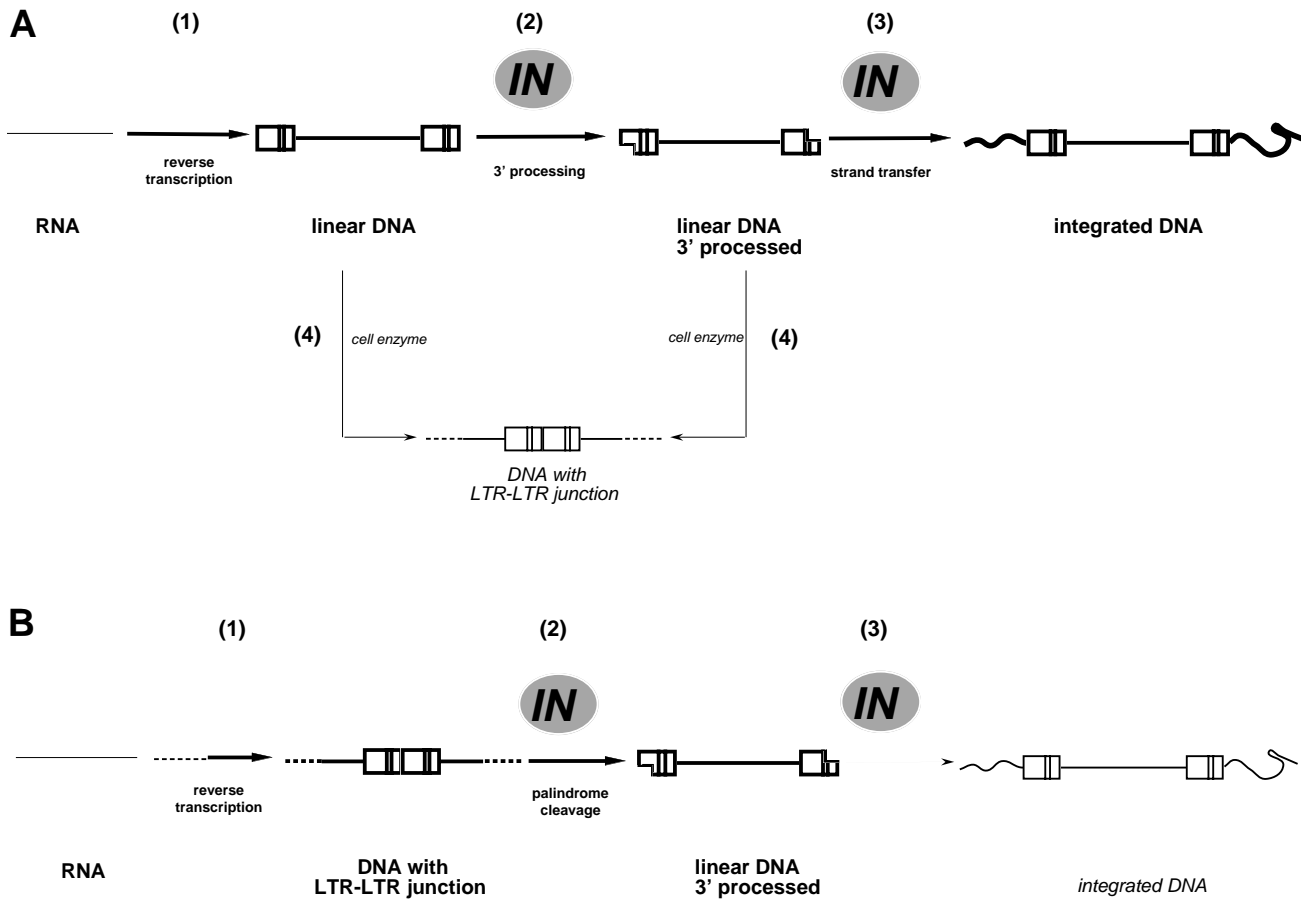 A
(1)
(2)
(3)
IN
IN
reverse
transcription
3' processing
strand transfer
RNA
linear DNA
linear DNA
3' processed
integrated DNA
(4)
cell enzyme
cell enzyme
(4)
DNA with
LTR-LTR junction
B
(1)
(2)
(3)
IN
IN
reverse
transcription
palindrome
cleavage
RNA
DNA with
LTR-LTR junction
linear DNA
3' processed
integrated DNA